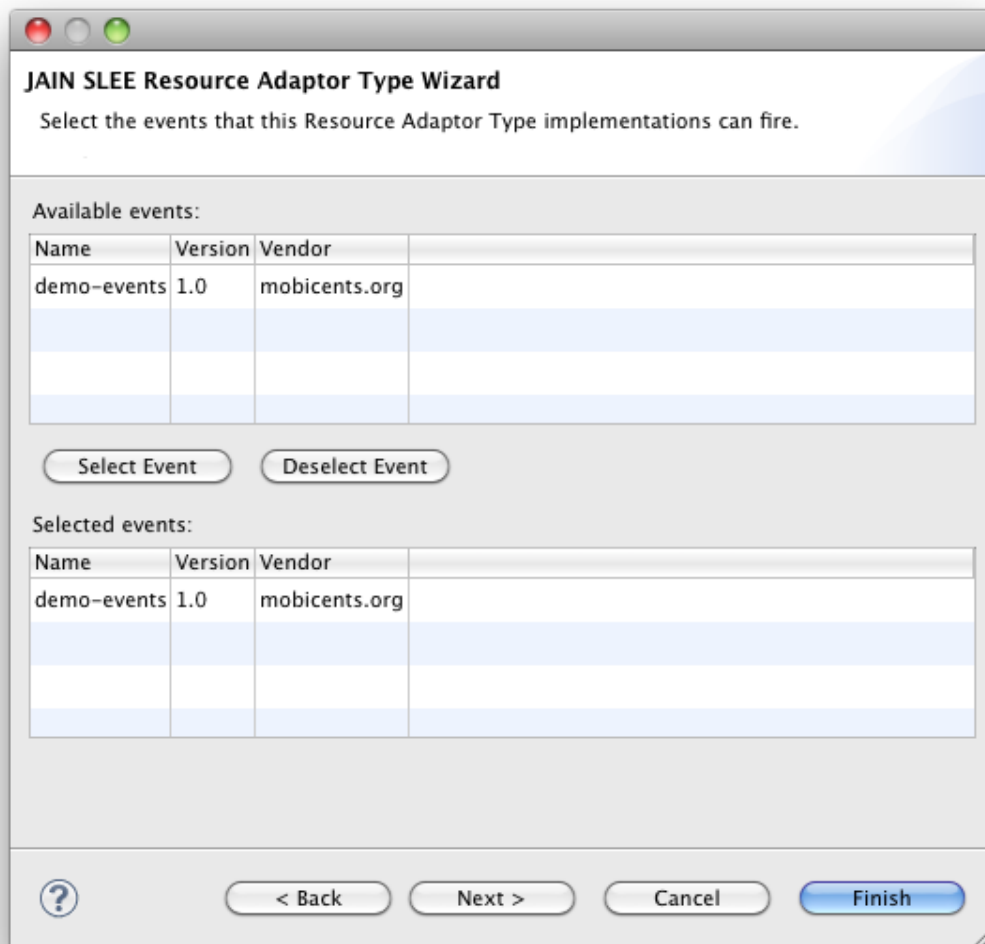 JAIN SLEE Resource Adaptor Type Wizard
Select the events that this Resource Adaptor Type implementations can fire.
Available events:
Name Version Vendor
demo-events 1.0 mobicents.org
Select Event Deselect Event
Selected events:
Name Version Vendor
demo-events 1.0 mobicents.org
? < Back Next > Cancel Finish